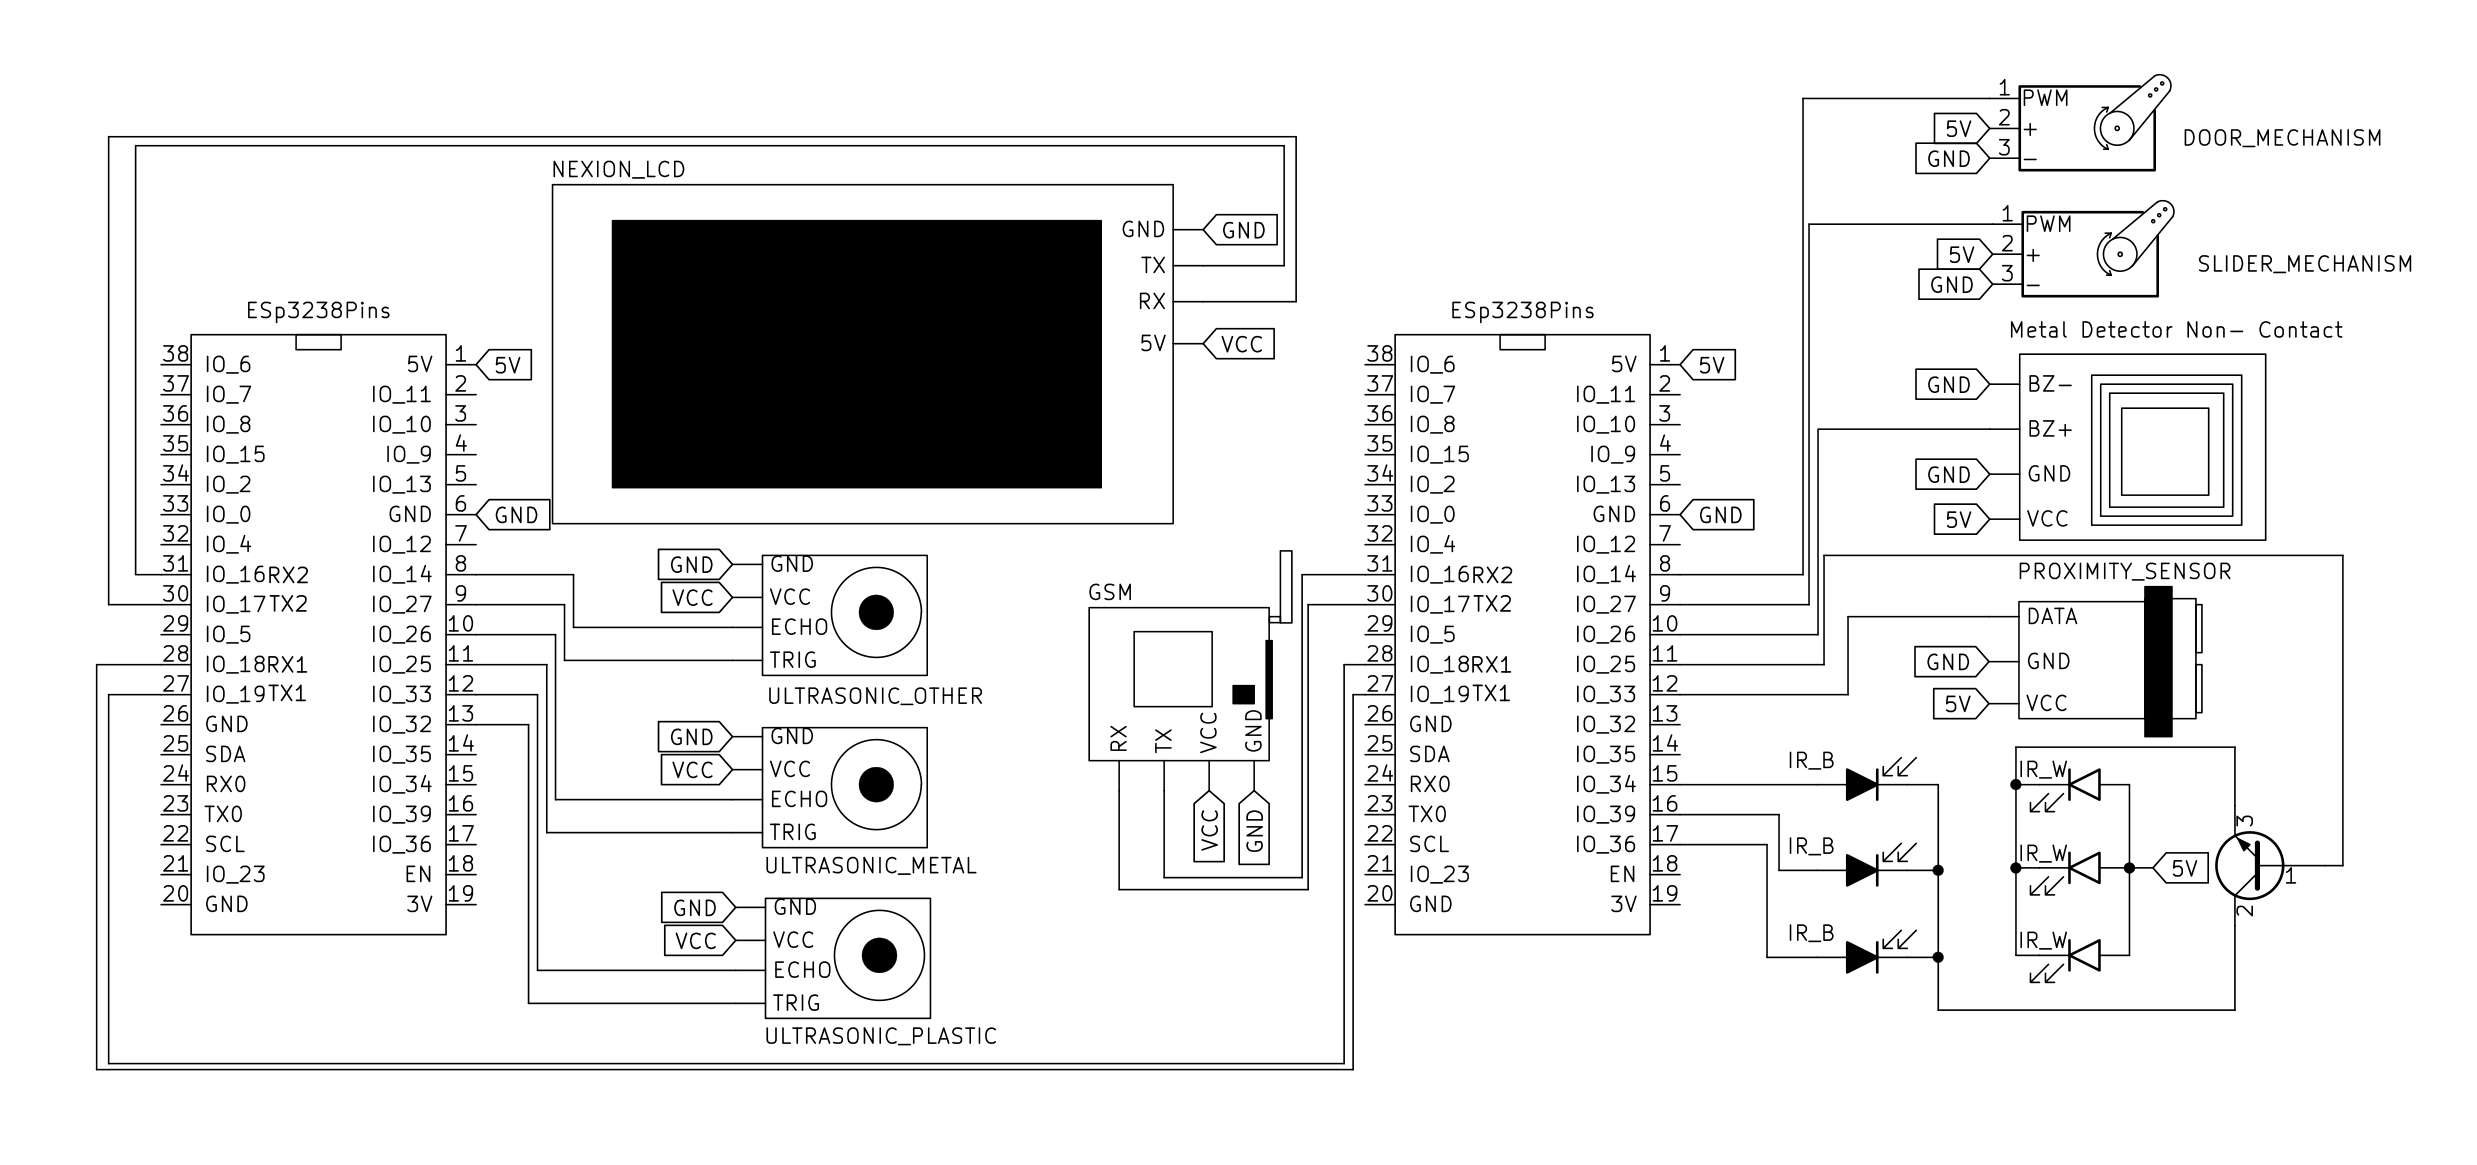 NEXION_LCD
GND GND
TX
RX
5V VCC
ESp3238Pins
38 IO_6 5V 1 5V
37 IO_7 IO_11 2
36 IO_8 IO_10 3
35 IO_15 IO_9 4
34 IO_2 IO_13 5
33 IO_0 GND 6 GND
32 IO_4 IO_12 7
31 IO_16RX2 IO_14 8
30 IO_17TX2 IO_27 9
29 IO_5 IO_26 10
28 IO_18RX1 IO_25 11
27 IO_19TX1 IO_33 12
26 GND IO_32 13
25 SDA IO_35 14
24 RX0 IO_34 15
23 TX0 IO_39 16
22 SCL IO_36 17
21 IO_23 EN 18
20 GND 3V 19
GND GND
VCC VCC
ECHO
TRIG
ULTRASONIC_OTHER
GND GND
VCC VCC
ECHO
TRIG
ULTRASONIC_METAL
GND GND
VCC VCC
ECHO
TRIG
ULTRASONIC_PLASTIC
GSM
RX
TX
VCC
GND
VCC
GND
ESp3238Pins
38 IO_6 5V 1 5V
37 IO_7 IO_11 2
36 IO_8 IO_10 3
35 IO_15 IO_9 4
34 IO_2 IO_13 5
33 IO_0 GND 6 GND
32 IO_4 IO_12 7
31 IO_16RX2 IO_14 8
30 IO_17TX2 IO_27 9
29 IO_5 IO_26 10
28 IO_18RX1 IO_25 11
27 IO_19TX1 IO_33 12
26 GND IO_32 13
25 SDA IO_35 14
24 RX0 IO_34 15
23 TX0 IO_39 16
22 SCL IO_36 17
21 IO_23 EN 18
20 GND 3V 19
1 PWM
5V 2 +
GND 3 -
DOOR_MECHANISM
1 PWM
5V 2 +
GND 3 -
SLIDER_MECHANISM
Metal Detector Non- Contact
GND BZ-
BZ+
GND GND
5V VCC
PROXIMITY_SENSOR
DATA
GND GND
5V VCC
IR_B
IR_B
IR_B
IR_W
IR_W
IR_W
5V
3
1
2